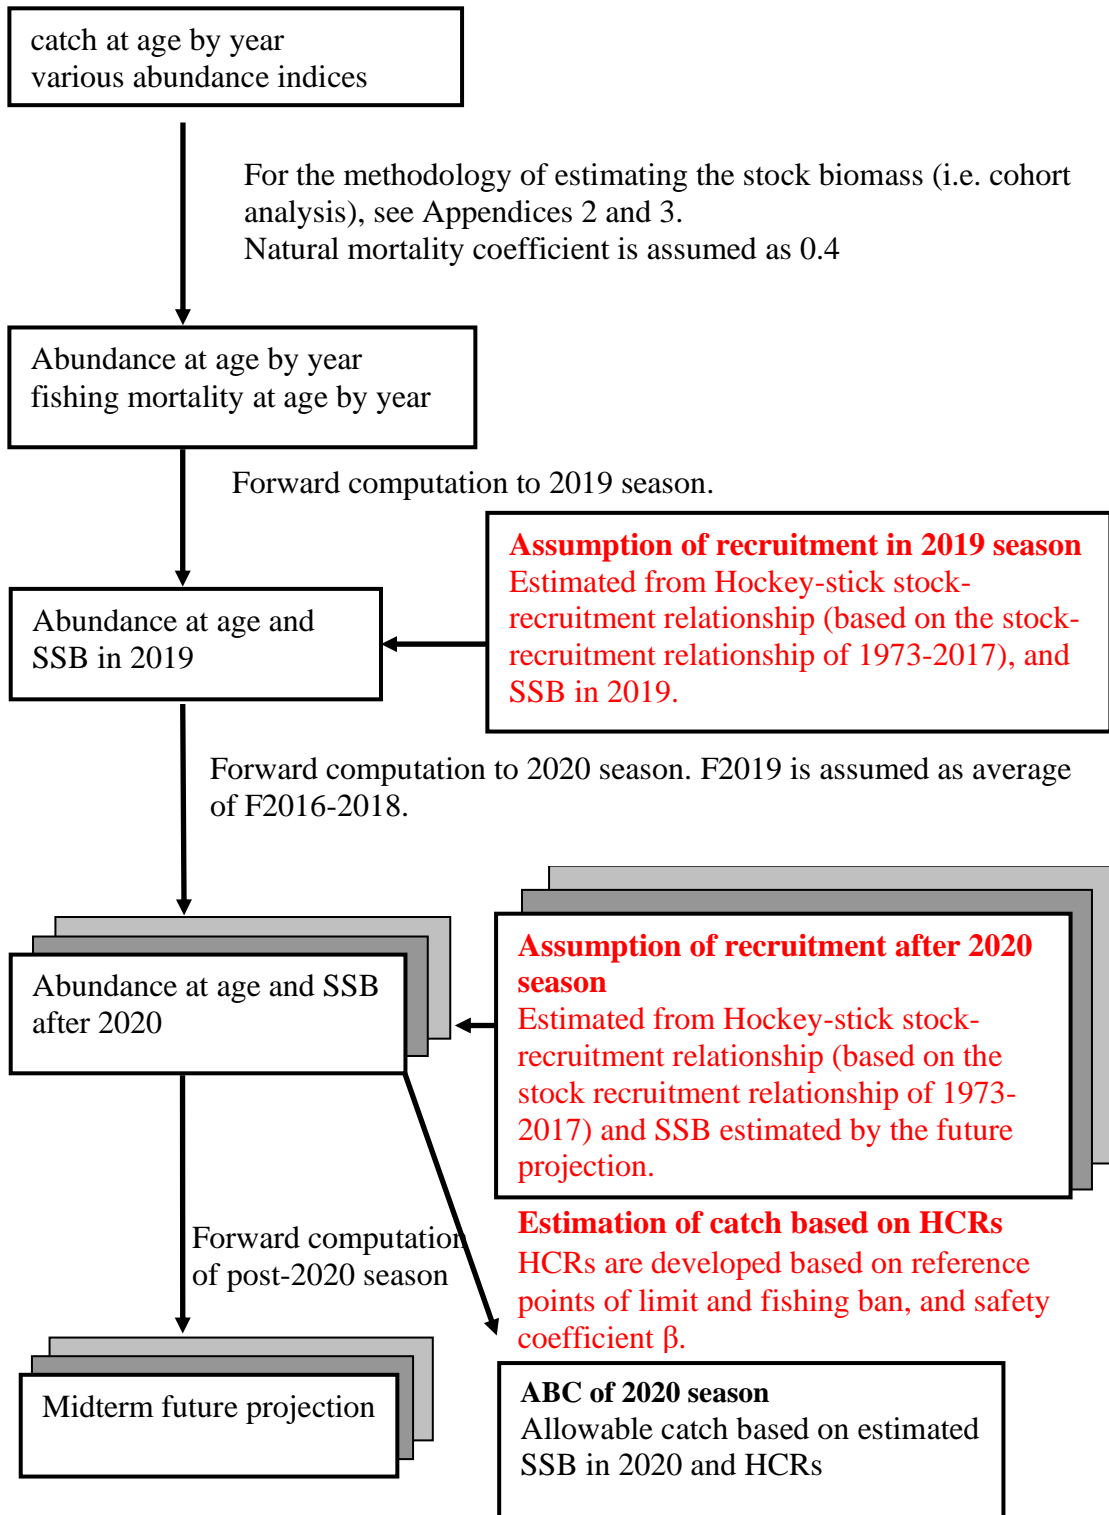 catch at age by year
various abundance indices
For the methodology of estimating the stock biomass (i.e. cohort
analysis), see Appendices 2 and 3.
Natural mortality coefficient is assumed as 0.4
Abundance at age by year
fishing mortality at age by year
Forward computation to 2019 season.
Assumption of recruitment in 2019 season
Estimated from Hockey-stick stock-
recruitment relationship (based on the stock-
recruitment relationship of 1973-2017), and
SSB in 2019.
Abundance at age and
SSB in 2019
Forward computation to 2020 season. F2019 is assumed as average
of F2016-2018.
Assumption of recruitment after 2020
season
Estimated from Hockey-stick stock-
recruitment relationship (based on the
stock recruitment relationship of 1973-
2017) and SSB estimated by the future
projection.
Abundance at age and SSB
after 2020
Estimation of catch based on HCRs
HCRs are developed based on reference
points of limit and fishing ban, and safety
coefficient β.
Forward computation
of post-2020 season
Midterm future projection
ABC of 2020 season
Allowable catch based on estimated
SSB in 2020 and HCRs